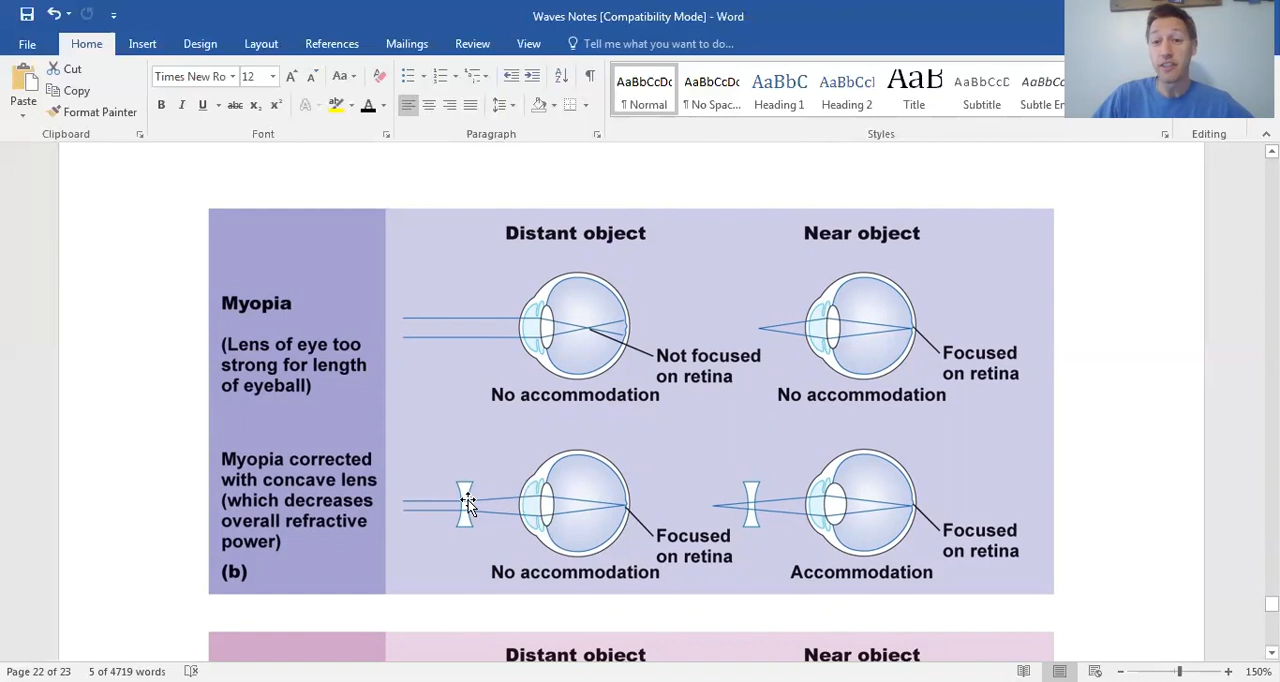 Waves Notes [Compatibility Mode] - Word
File Home Insert Design Layout References Mailings Review View Tell me what you want to do...
Paste
Cut
Copy
Format Painter
Clipboard
Times New Ro 12
Font
Paragraph
AaBbCcDc AaBbCcDc AaBbC AaBbCcl AaB AaBbCcD AaBbCcD
¶ Normal ¶ No Spac... Heading 1 Heading 2 Title Subtitle Subtle En
Styles
Editing
Distant object Near object
Myopia
(Lens of eye too
strong for length
of eyeball)
Not focused
on retina
No accommodation
Focused
on retina
No accommodation
Myopia corrected
with concave lens
(which decreases
overall refractive
power)
(b)
Focused
on retina
No accommodation
Focused
on retina
Accommodation
Distant object Near object
Page 22 of 23 5 of 4719 words 150%